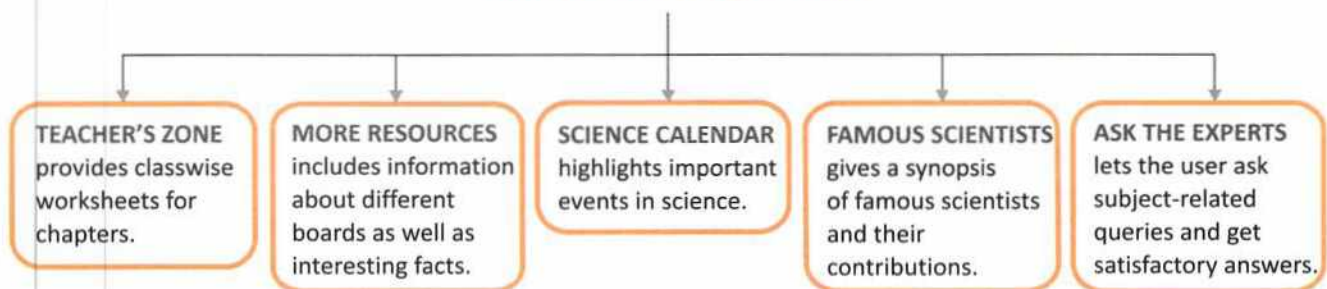 TEACHER'S ZONE
provides classwise
worksheets for
chapters.
MORE RESOURCES
includes information
about different
boards as well as
interesting facts.
SCIENCE CALENDAR
highlights important
events in science.
FAMOUS SCIENTISTS
gives a synopsis
of famous scientists
and their
contributions.
ASK THE EXPERTS
lets the user ask
subject-related
queries and get
satisfactory answers.